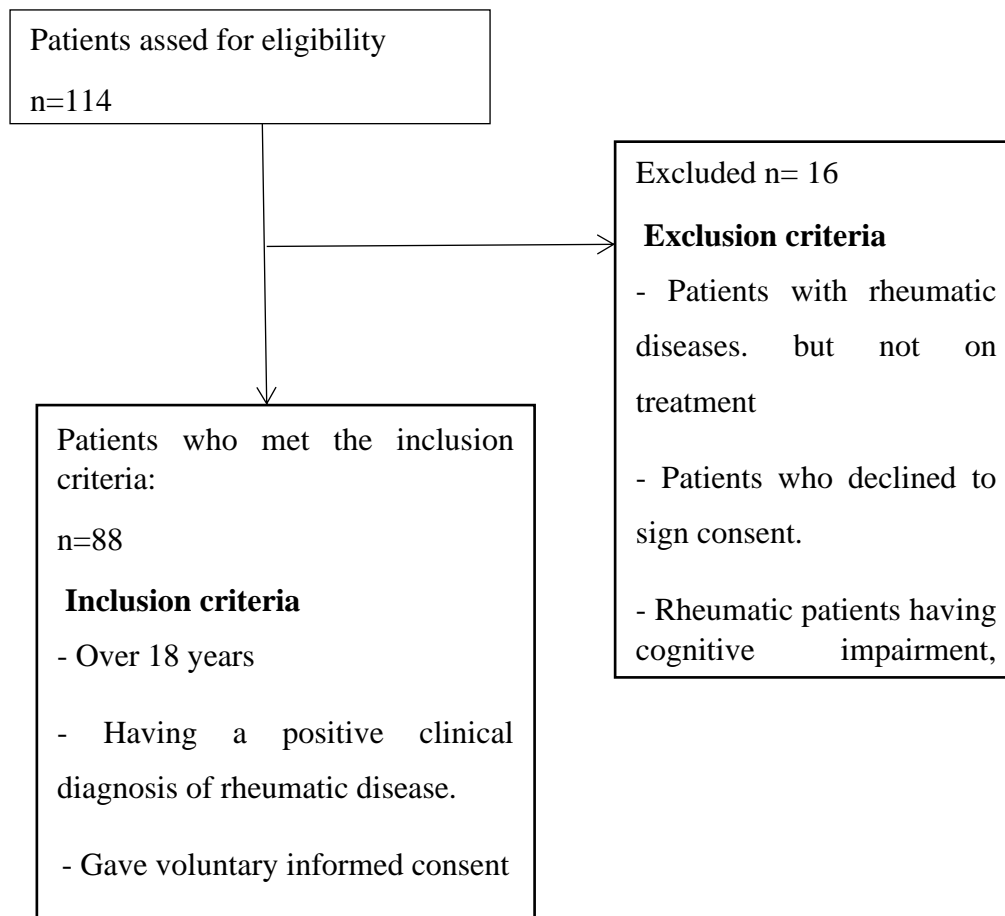 Patients assed for eligibility
n=114
Excluded n= 16
Exclusion criteria
- Patients with rheumatic
diseases. but not on
treatment
- Patients who declined to
sign consent.
- Rheumatic patients having
cognitive impairment,
Patients who met the inclusion
criteria:
n=88
Inclusion criteria
- Over 18 years
- Having a positive clinical
diagnosis of rheumatic disease.
- Gave voluntary informed consent